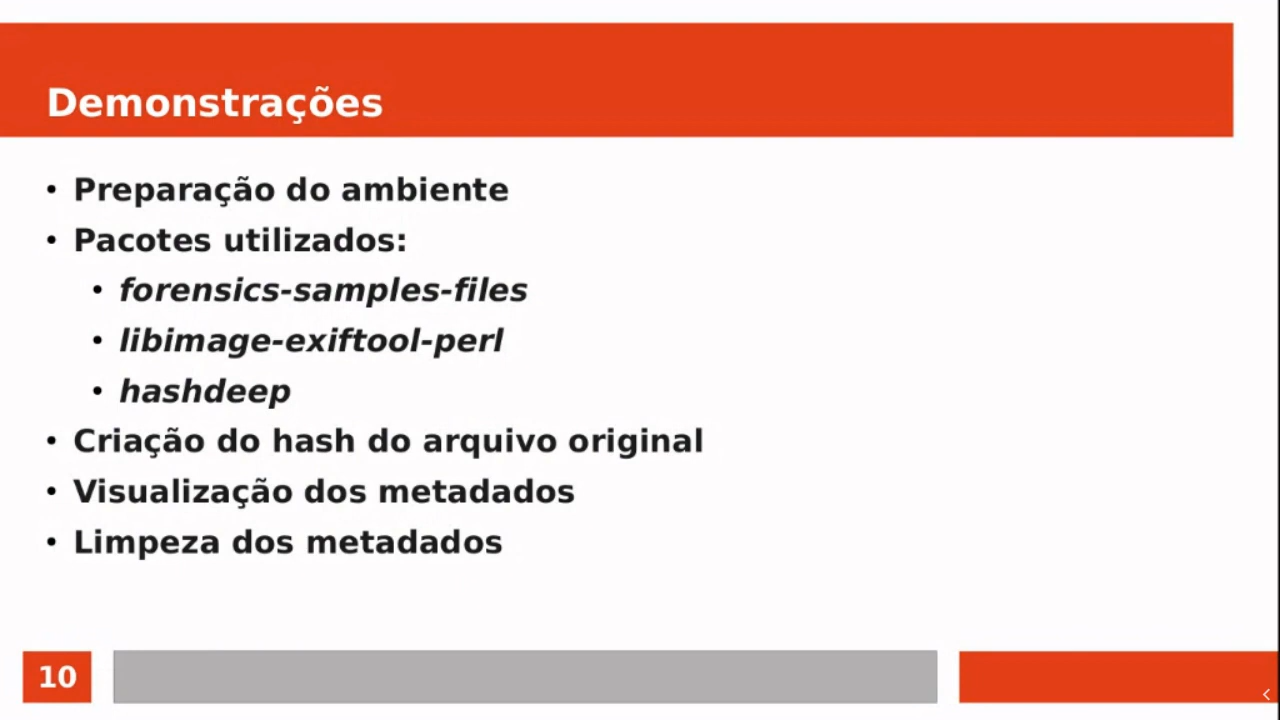 Demonstrações
• Preparação do ambiente
• Pacotes utilizados:
• forensics-samples-files
• libimage-exiftool-perl
• hashdeep
• Criação do hash do arquivo original
• Visualização dos metadados
• Limpeza dos metadados
10